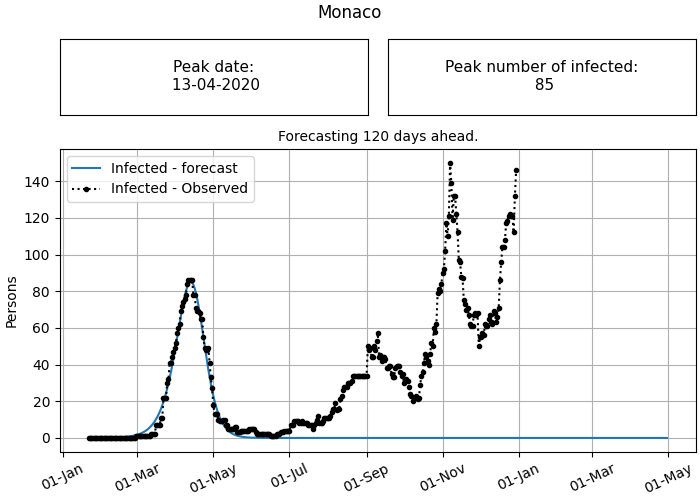 Monaco
Peak date:
13-04-2020
Peak number of infected:
85
Forecasting 120 days ahead.
Infected - forecast
Infected - Observed
Persons
140
120
100
80
60
40
20
0
01-Jan
01-Mar
01-May
01-Jul
01-Sep
01-Nov
01-Jan
01-Mar
01-May